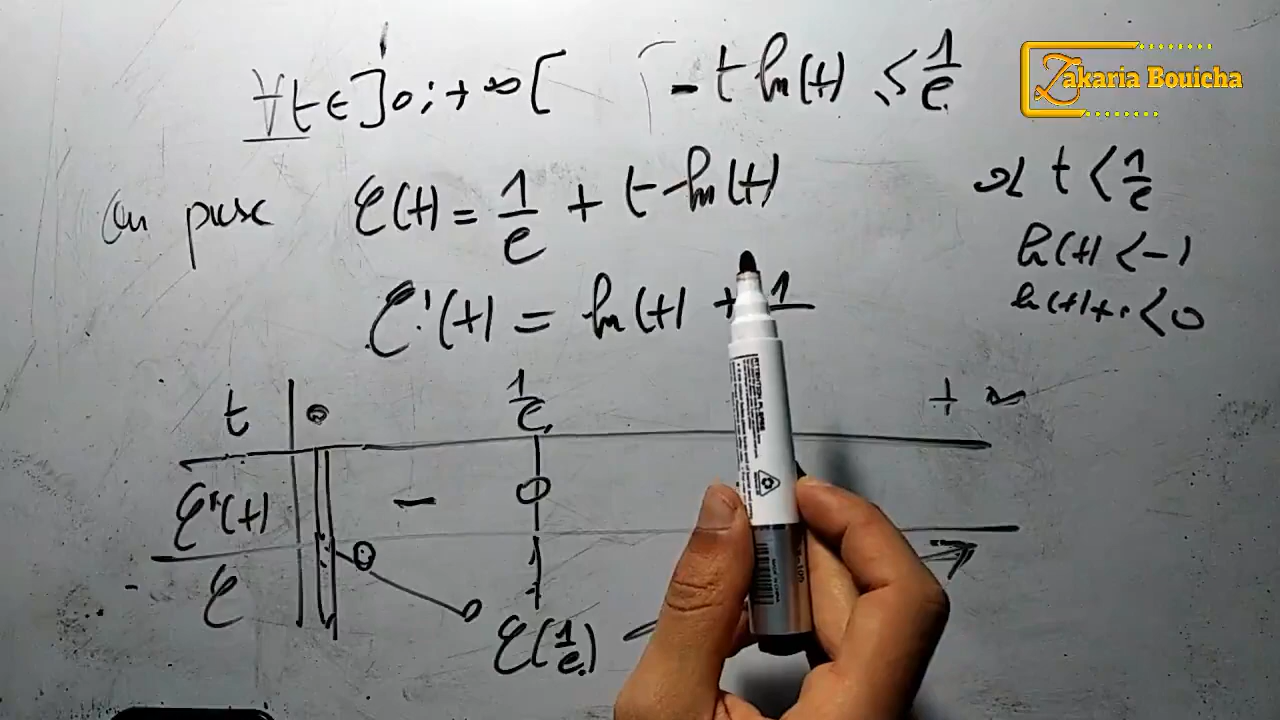 ∀t ∈ ]0 ; +∞[ - t ln(t) ≤ 1/e
Zakaria Bouicha
On pose φ(t) = 1/e + t ln(t)
φ'(t) = ln(t) + 1
si t < 1/e
ln(t) < -1
ln(t)+1 < 0
t 0 1/e +∞
φ'(t) - 0
φ 0
φ(1/e)